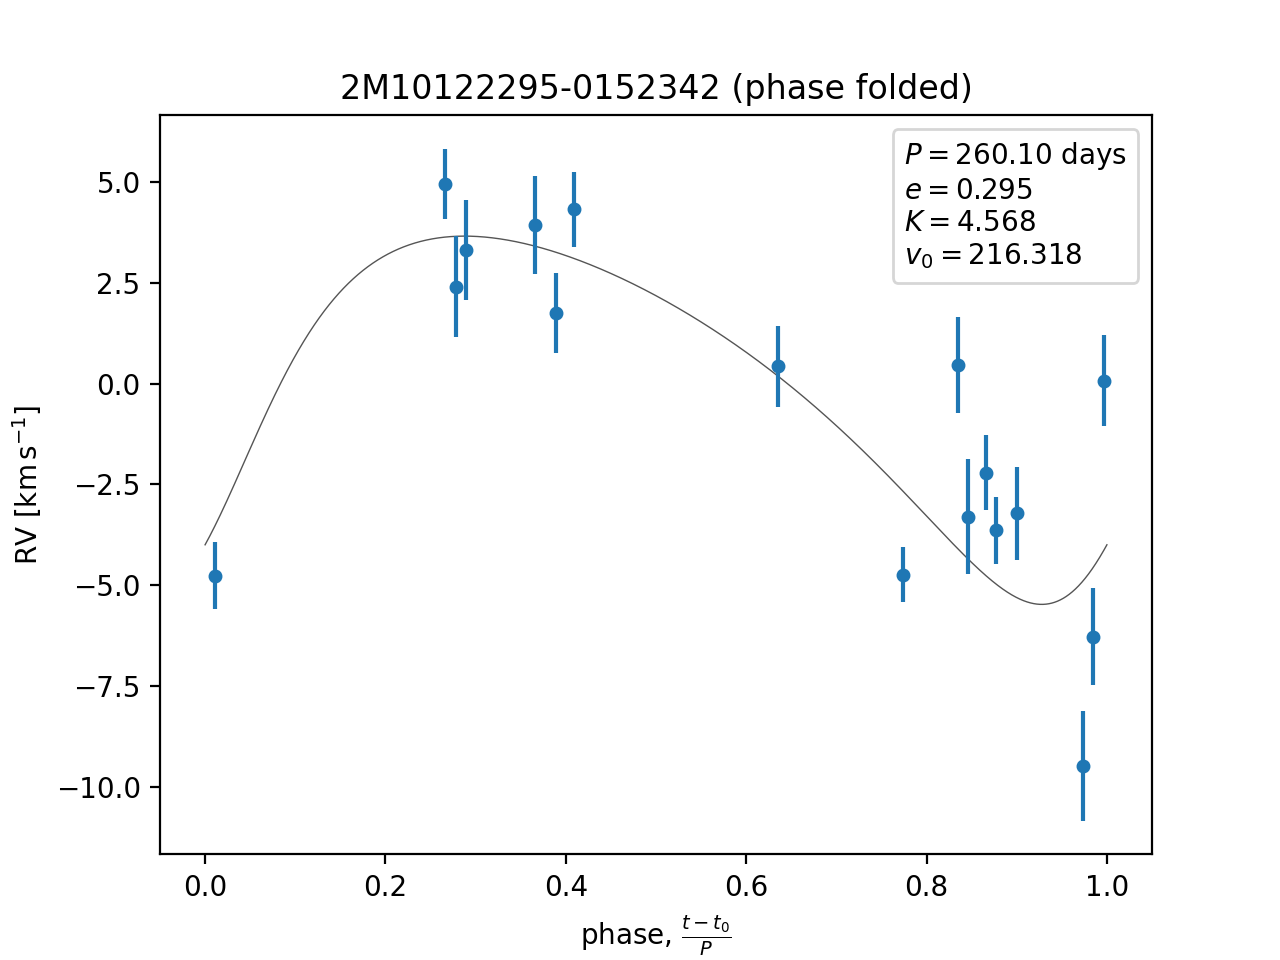 2M10122295-0152342 (phase folded)
P = 260.10 days
e = 0.295
K = 4.568
v₀ = 216.318
5.0
2.5
0.0
−2.5
−5.0
−7.5
−10.0
RV [km s⁻¹]
0.0 0.2 0.4 0.6 0.8 1.0
phase, (t − t₀)/P